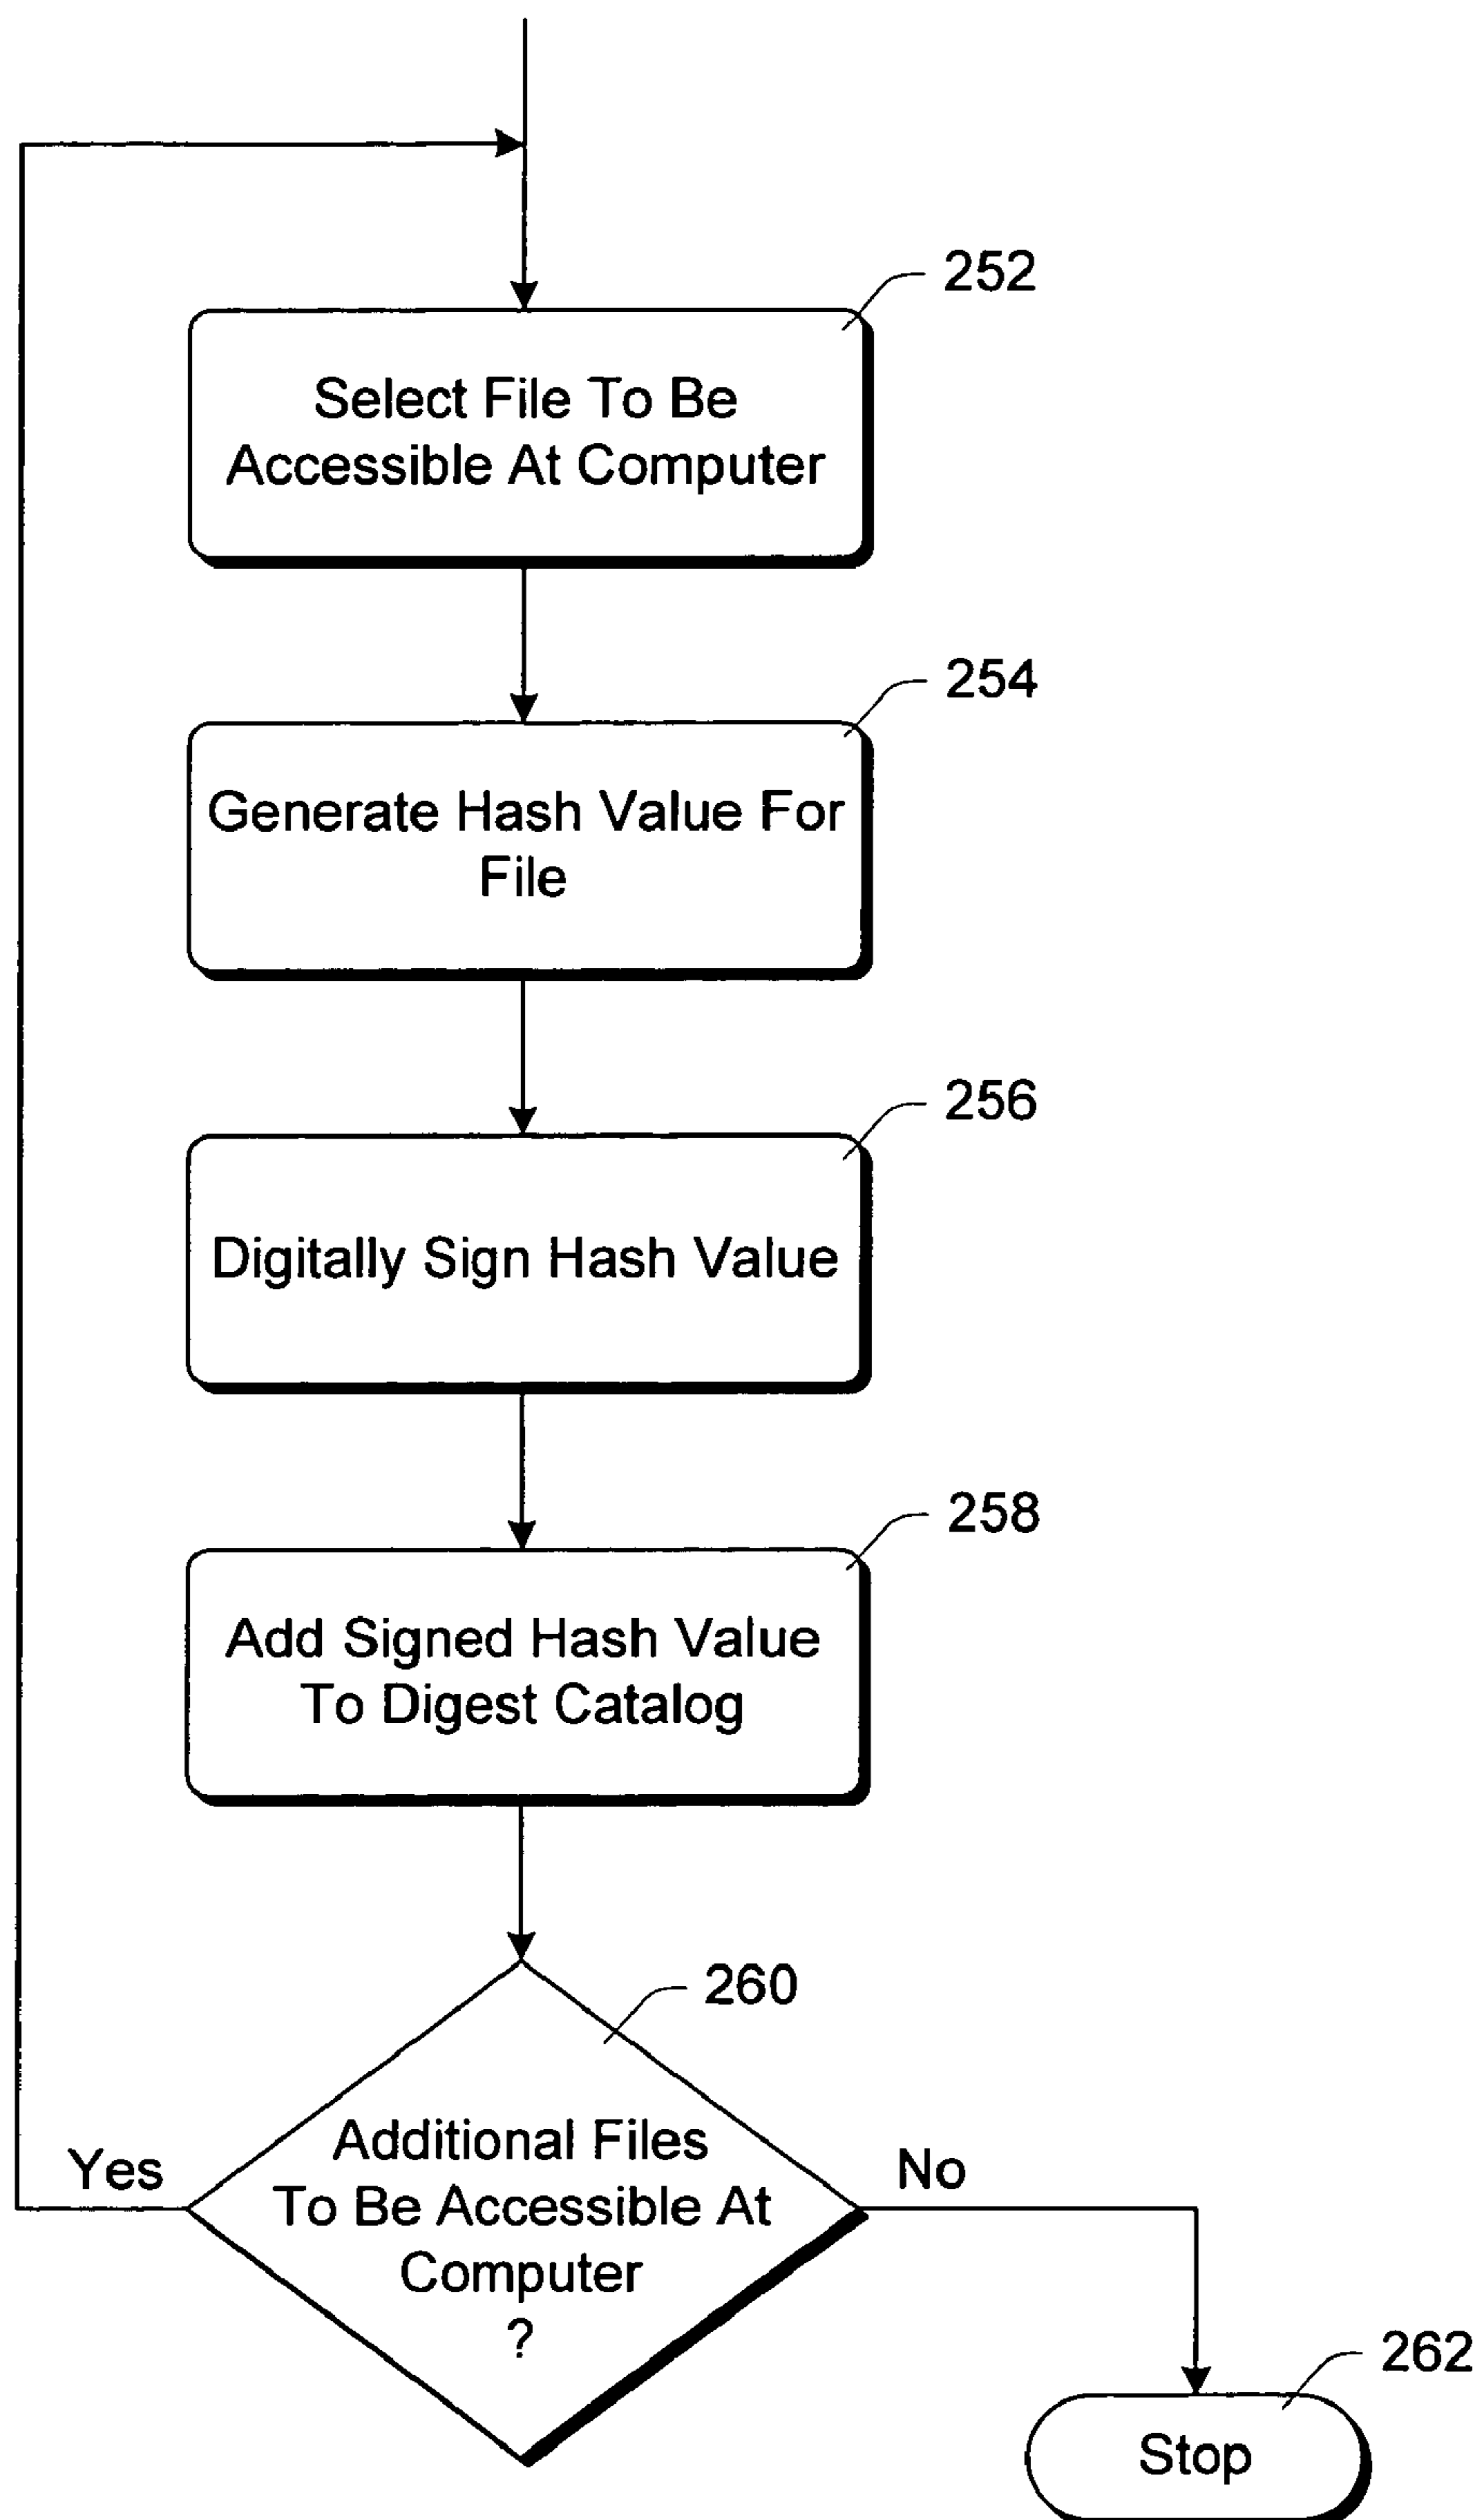 252
Select File To Be
Accessible At Computer
254
Generate Hash Value For
File
256
Digitally Sign Hash Value
258
Add Signed Hash Value
To Digest Catalog
260
Additional Files
To Be Accessible At
Computer
?
Yes
No
262
Stop